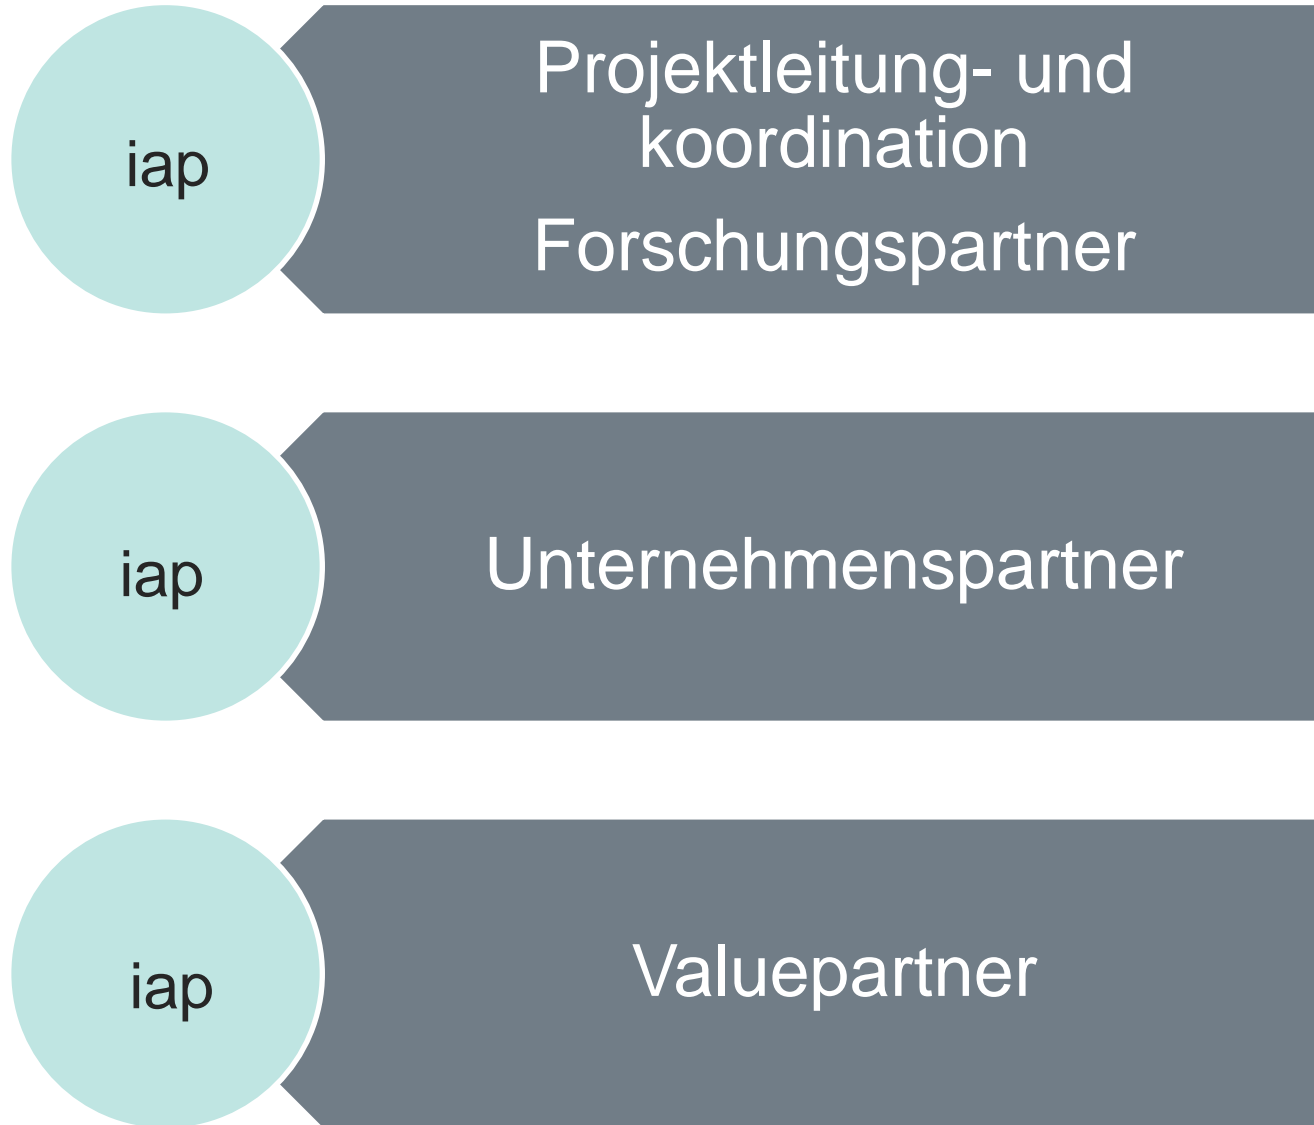 iap
Projektleitung- und
koordination
Forschungspartner
iap
Unternehmenspartner
iap
Valuepartner